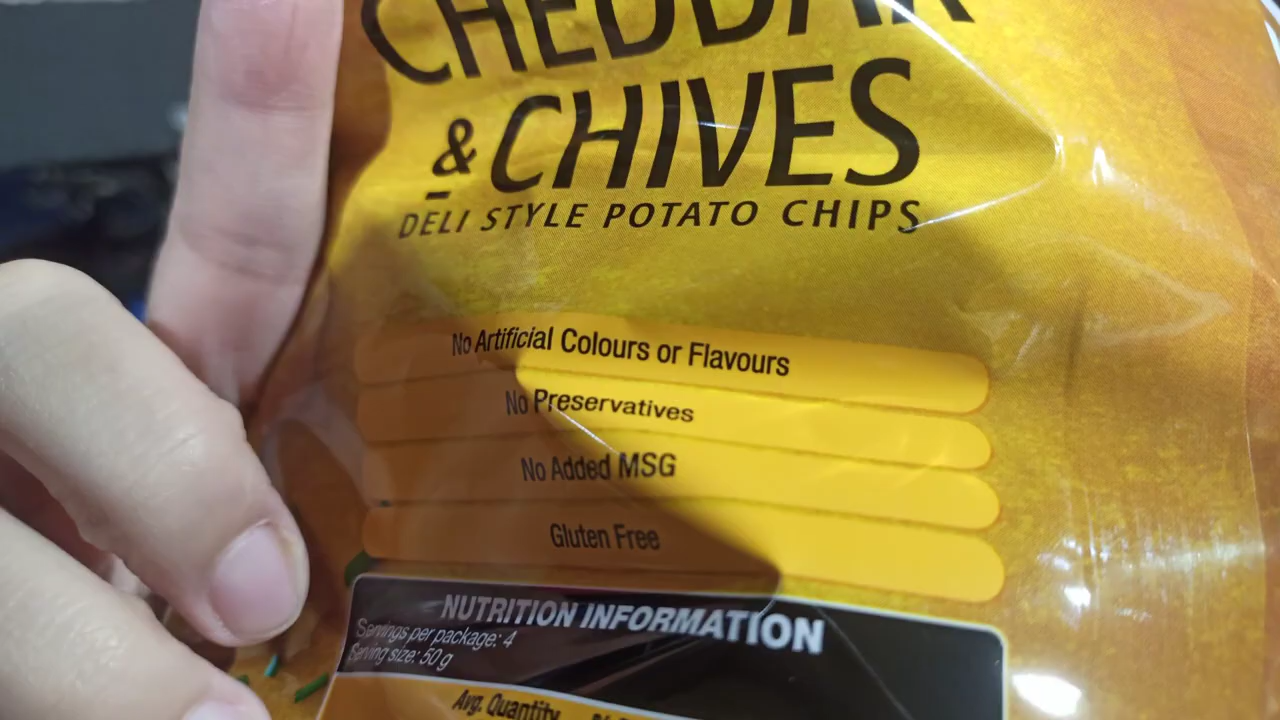 CHEDDAR
& CHIVES
DELI STYLE POTATO CHIPS
No Artificial Colours or Flavours
No Preservatives
No Added MSG
Gluten Free
NUTRITION INFORMATION
Servings per package: 4
Serving size: 50 g
Avg. Quantity